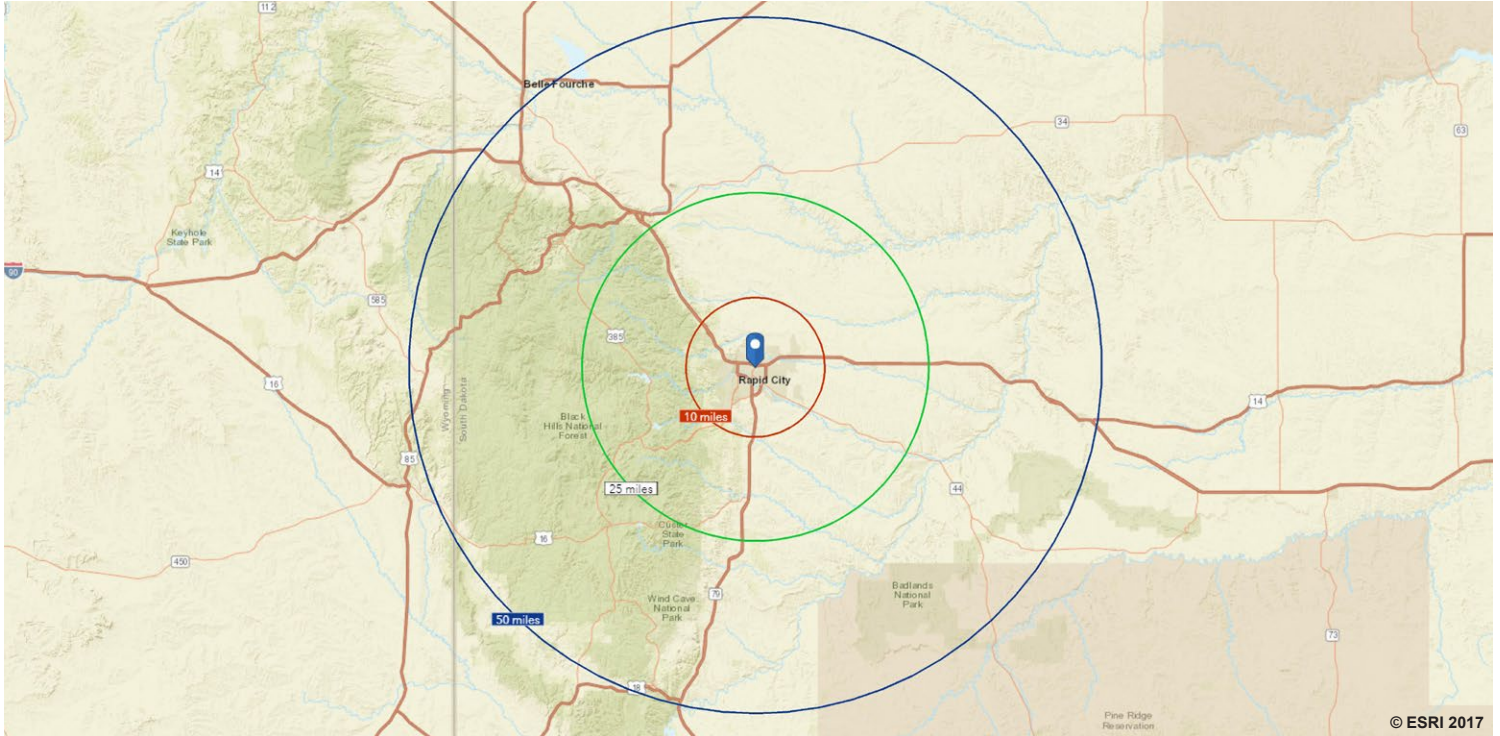 112
Belle Fourche
34
63
14
Keyhole
State Park
90
585
385
Rapid City
16
Wyoming
South Dakota
10 miles
Black
Hills National
Forest
14
85
25 miles
44
Custer
State
Park
16
450
Badlands
National
Park
79
Wind Cave
National
Park
50 miles
73
18
Pine Ridge
Reservation
© ESRI 2017